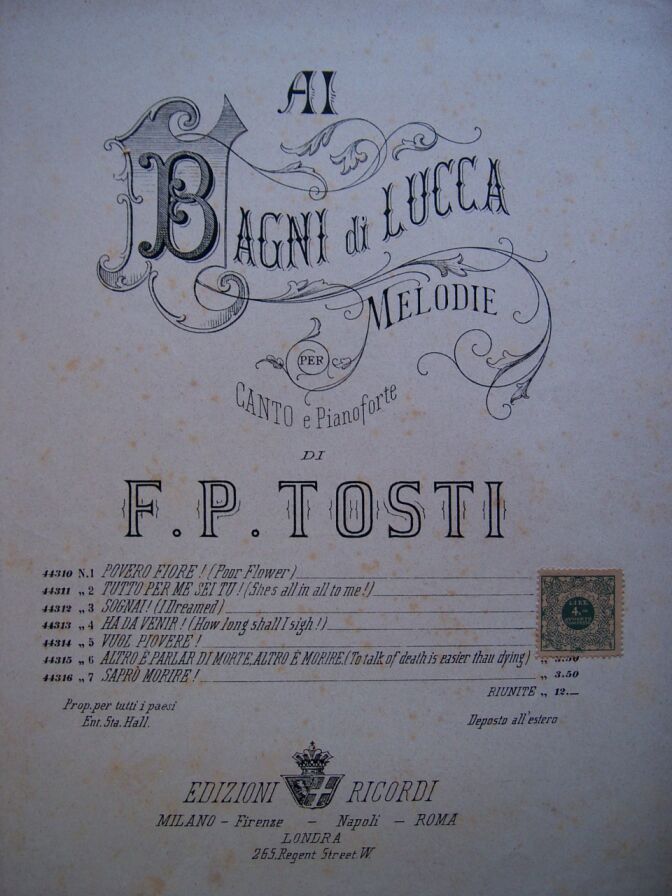 AI
BAGNI di LUCCA
MELODIE
PER
CANTO e Pianoforte
DI
F. P. TOSTI
44310 N.1 POVERO FIORE! (Poor Flower)
44311 „ 2 TUTTO PER ME SEI TU! (She's all in all to me!)
44312 „ 3 SOGNAI! (I Dreamed)
44313 „ 4 HA DA VENIR! (How long shall I sigh!)
44314 „ 5 VUOL PIOVERE!
44315 „ 6 ALTRO È PARLAR DI MORTE, ALTRO È MORIRE. (To talk of death is easier than dying) „ 3.50
44316 „ 7 SAPRÒ MORIRE! „ 3.50
LIRE
4.
RIUNITE „ 12.—
Prop. per tutti i paesi
Ent. Sta. Hall.
Deposto all'estero
EDIZIONI RICORDI
MILANO – Firenze – Napoli – ROMA
LONDRA
265, Regent Street. W.